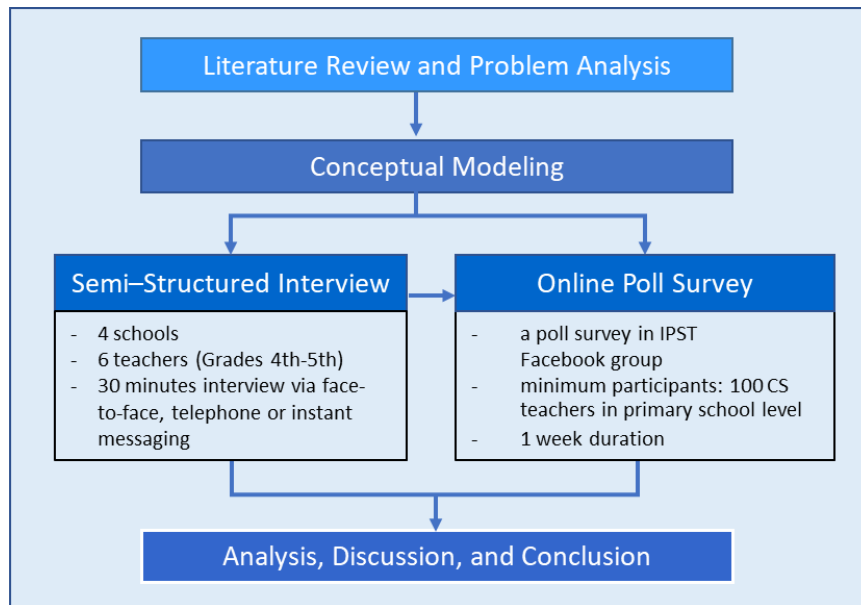 Literature Review and Problem Analysis
Conceptual Modeling
Semi–Structured Interview
- 4 schools
- 6 teachers (Grades 4th-5th)
- 30 minutes interview via face-
to-face, telephone or instant
messaging
Online Poll Survey
- a poll survey in IPST
Facebook group
- minimum participants: 100 CS
teachers in primary school level
- 1 week duration
Analysis, Discussion, and Conclusion